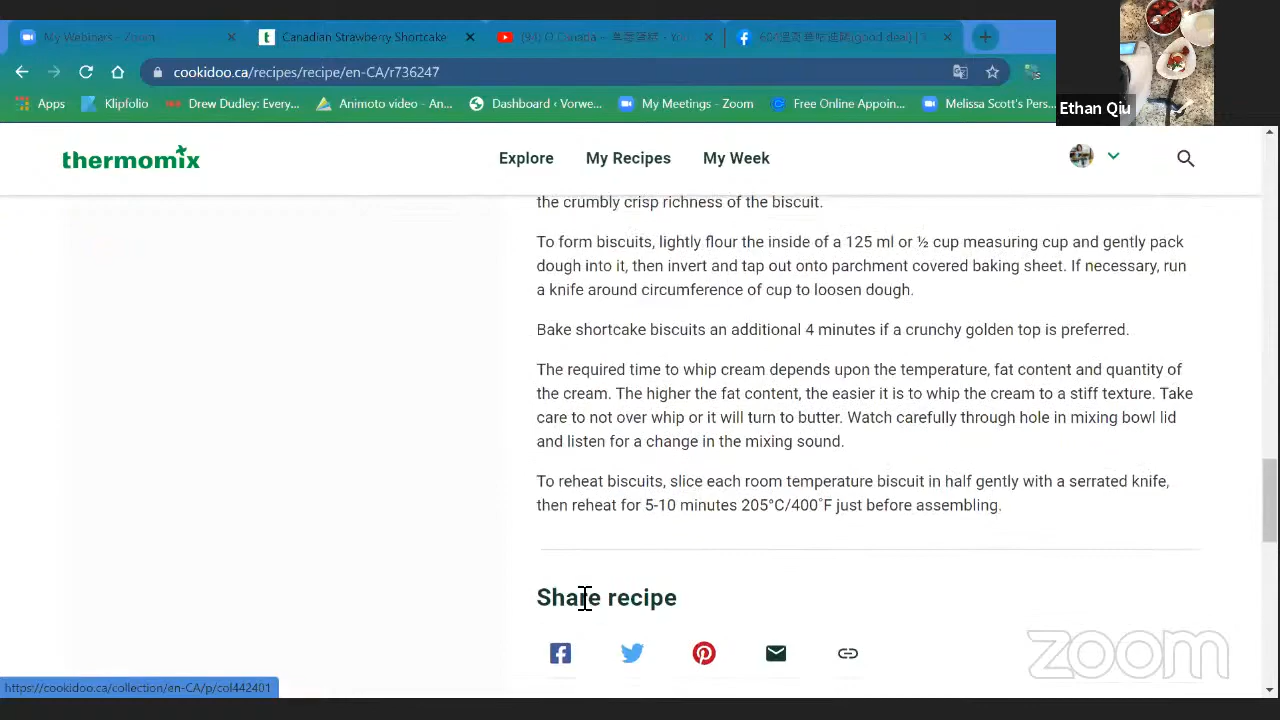 My Webinars - Zoom
Canadian Strawberry Shortcake
YouTube
Ethan Qiu
cookidoo.ca/recipes/recipe/en-CA/r736247
Apps
Klipfolio
Drew Dudley: Every...
Animoto video - An...
Dashboard ‹ Vorwe...
My Meetings - Zoom
Free Online Appoin...
Melissa Scott's Pers...
thermomix
Explore
My Recipes
My Week
the crumbly crisp richness of the biscuit.
To form biscuits, lightly flour the inside of a 125 ml or ½ cup measuring cup and gently pack
dough into it, then invert and tap out onto parchment covered baking sheet. If necessary, run
a knife around circumference of cup to loosen dough.
Bake shortcake biscuits an additional 4 minutes if a crunchy golden top is preferred.
The required time to whip cream depends upon the temperature, fat content and quantity of
the cream. The higher the fat content, the easier it is to whip the cream to a stiff texture. Take
care to not over whip or it will turn to butter. Watch carefully through hole in mixing bowl lid
and listen for a change in the mixing sound.
To reheat biscuits, slice each room temperature biscuit in half gently with a serrated knife,
then reheat for 5-10 minutes 205°C/400°F just before assembling.
Share recipe
zoom
https://cookidoo.ca/collection/en-CA/p/col442401